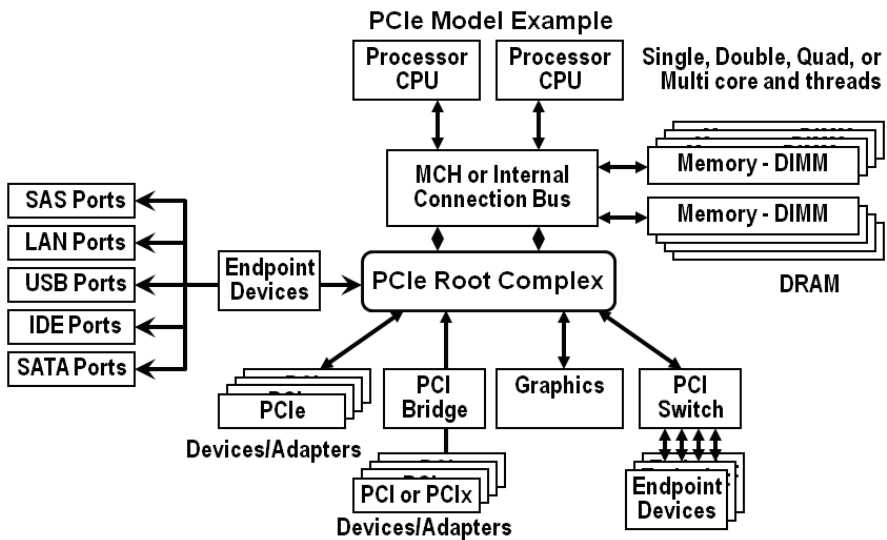 PCIe Model Example
Processor
CPU
Processor
CPU
Single, Double, Quad, or
Multi core and threads
MCH or Internal
Connection Bus
Memory - DIMM
Memory - DIMM
DRAM
SAS Ports
LAN Ports
USB Ports
IDE Ports
SATA Ports
Endpoint
Devices
PCIe Root Complex
PCIe
Devices/Adapters
PCI
Bridge
Graphics
PCI
Switch
PCI or PCIx
Devices/Adapters
Endpoint
Devices